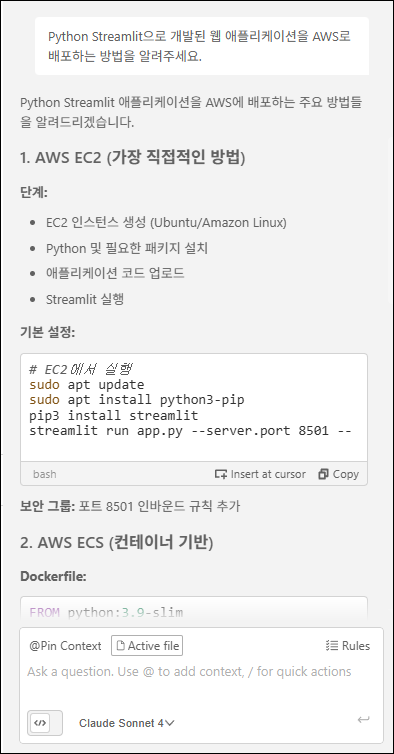 Python Streamlit으로 개발된 웹 애플리케이션을 AWS로
배포하는 방법을 알려주세요.
Python Streamlit 애플리케이션을 AWS에 배포하는 주요 방법들
을 알려드리겠습니다.
1. AWS EC2 (가장 직접적인 방법)
단계:
• EC2 인스턴스 생성 (Ubuntu/Amazon Linux)
• Python 및 필요한 패키지 설치
• 애플리케이션 코드 업로드
• Streamlit 실행
기본 설정:
# EC2에서 실행
sudo apt update
sudo apt install python3-pip
pip3 install streamlit
streamlit run app.py --server.port 8501 --
bash Insert at cursor Copy
보안 그룹: 포트 8501 인바운드 규칙 추가
2. AWS ECS (컨테이너 기반)
Dockerfile:
FROM python:3.9-slim
@Pin Context Active file Rules
Ask a question. Use @ to add context, / for quick actions
Claude Sonnet 4